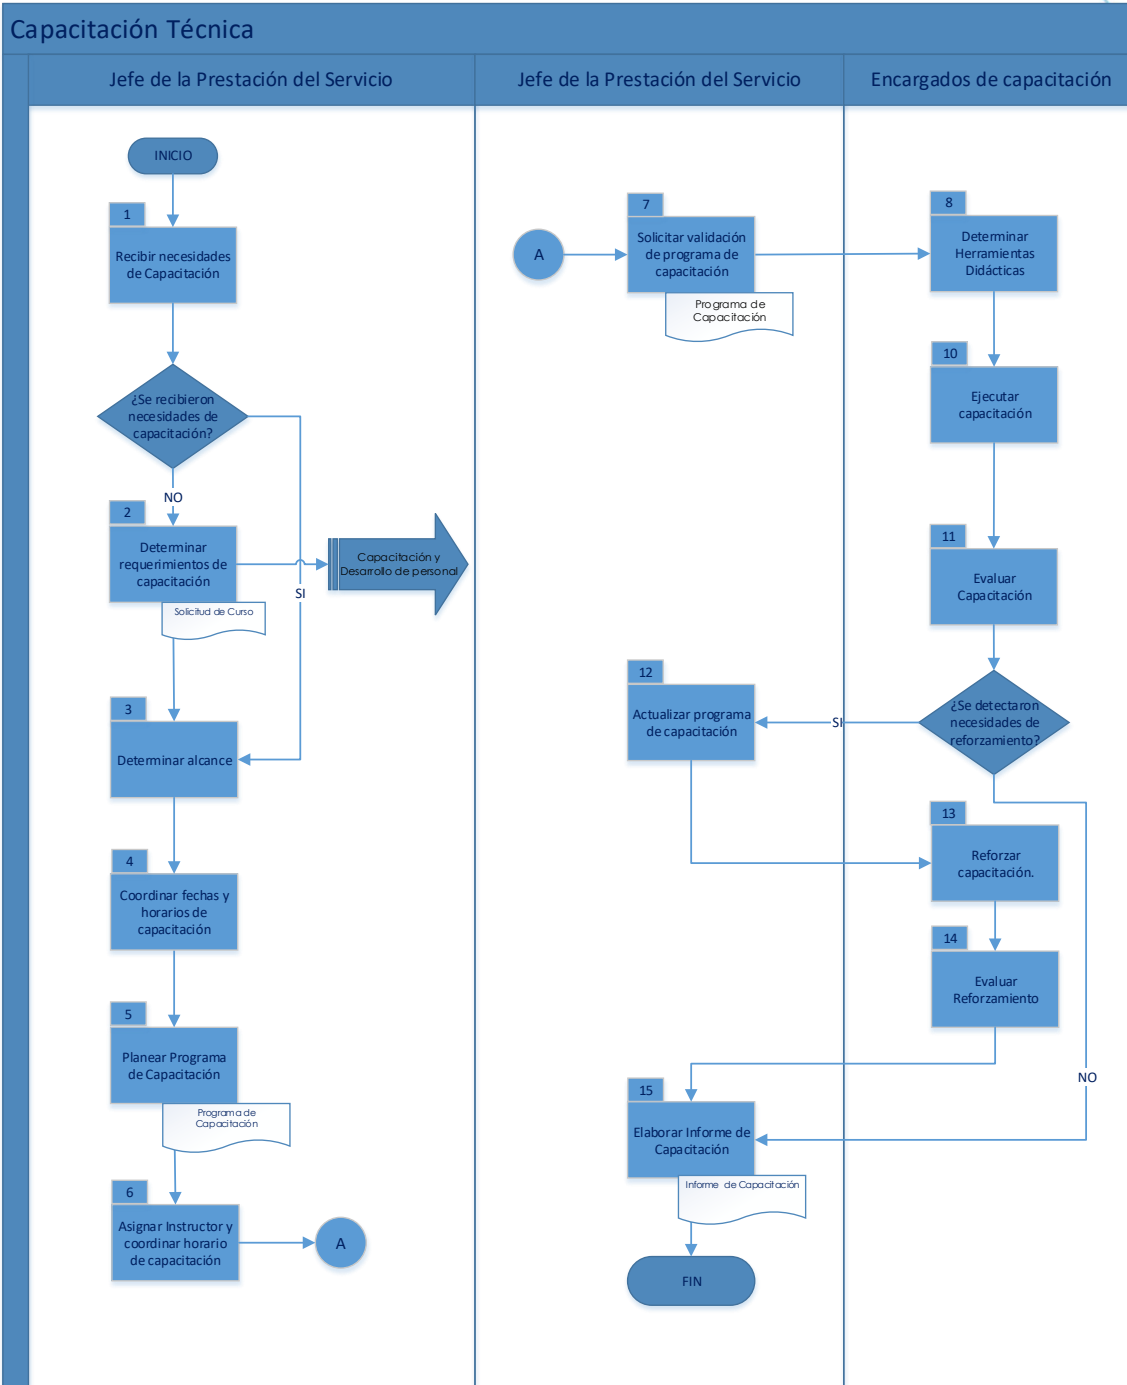 Capacitación Técnica
Jefe de la Prestación del Servicio
Jefe de la Prestación del Servicio
Encargados de capacitación
INICIO
1
Recibir necesidades
de Capacitación
¿Se recibieron
necesidades de
capacitación?
NO
SI
2
Determinar
requerimientos de
capacitación
Solicitud de Curso
Capacitación y
Desarrollo de personal
3
Determinar alcance
4
Coordinar fechas y
horarios de
capacitación
5
Planear Programa
de Capacitación
Programa de
Capacitación
6
Asignar Instructor y
coordinar horario
de capacitación
A
A
7
Solicitar validación
de programa de
capacitación
Programa de
Capacitación
8
Determinar
Herramientas
Didácticas
10
Ejecutar
capacitación
11
Evaluar
Capacitación
¿Se detectaron
necesidades de
reforzamiento?
SI
NO
12
Actualizar programa
de capacitación
13
Reforzar
capacitación.
14
Evaluar
Reforzamiento
15
Elaborar Informe de
Capacitación
Informe de Capacitación
FIN